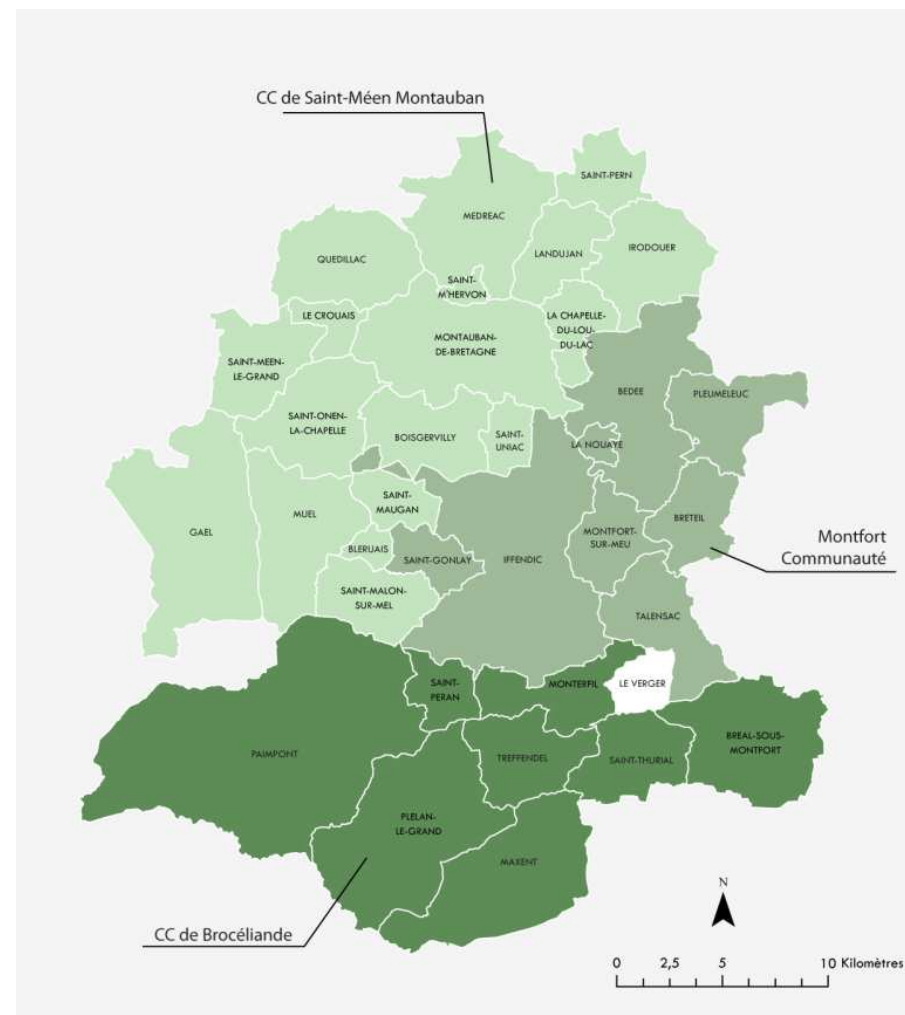 CC de Saint-Méen Montauban
SAINT-PERN
MEDREAC
IRODOUER
LANDUJAN
QUEDILLAC
SAINT-
M'HERVON
LE CROUAIS
LA CHAPELLE-
DU-LOU-
DU-LAC
MONTAUBAN-
DE-BRETAGNE
SAINT-MEEN-
LE-GRAND
BEDEE
PLEUMELEUC
SAINT-ONEN-
LA-CHAPELLE
BOISGERVILLY
SAINT-
UNIAC
LA NOUAYE
SAINT-
MAUGAN
MUEL
GAEL
BRETEIL
MONTFORT-
SUR-MEU
Montfort
Communauté
BLERUAIS
SAINT-GONLAY
IFFENDIC
SAINT-MALON-
SUR-MEL
TALENSAC
SAINT-
PERAN
MONTERFIL
LE VERGER
PAIMPONT
TREFFENDEL
SAINT-THURIAL
BREAL-SOUS-
MONTFORT
PLELAN-
LE-GRAND
MAXENT
CC de Brocéliande
N
0 2,5 5 10 Kilomètres